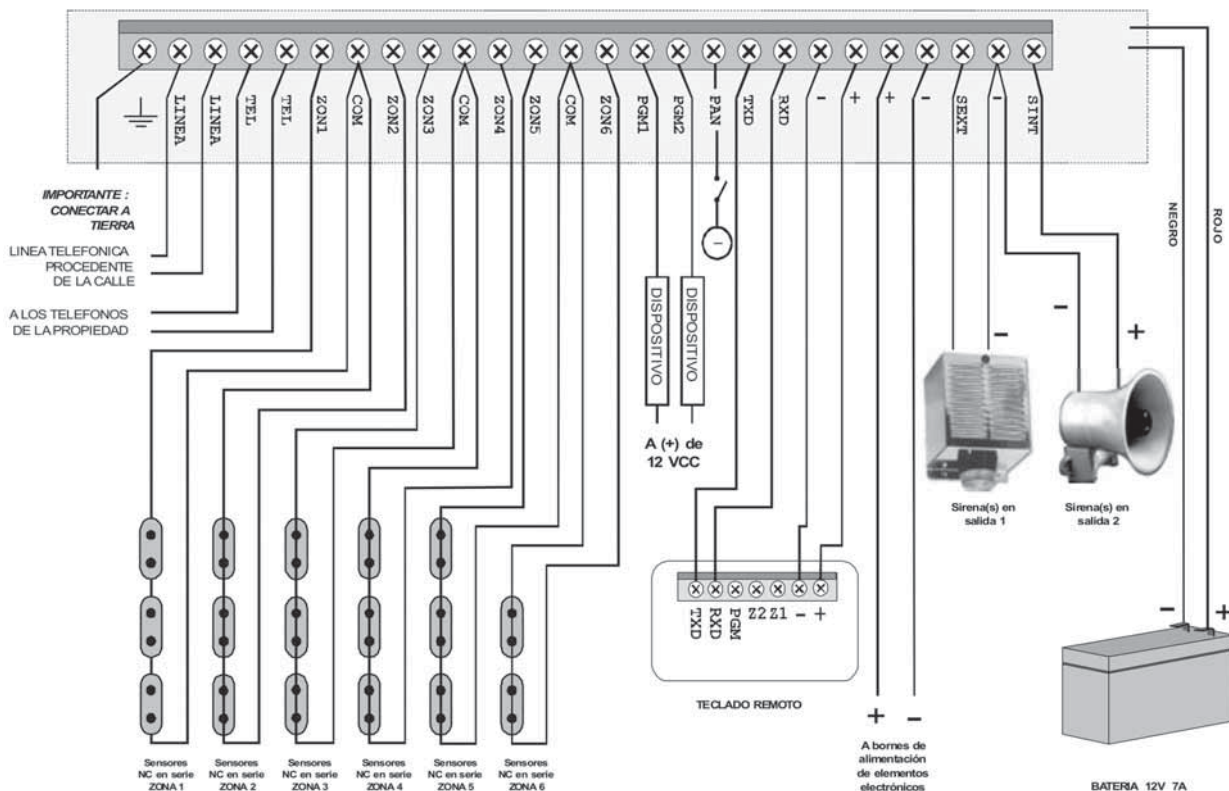 LINEA
LINEA
TEL
TEL
ZON1
COM
ZON2
ZON3
COM
ZON4
ZON5
COM
ZON6
PGM1
PGM2
PAN
TXD
RXD
-
+
+
-
SEXT
-
SINT
IMPORTANTE :
CONECTAR A
TIERRA
LINEA TELEFONICA
PROCEDENTE
DE LA CALLE
A LOS TELEFONOS
DE LA PROPIEDAD
-
DISPOSITIVO
DISPOSITIVO
A (+) de
12 VCC
NEGRO
ROJO
-
-
+
Sirena(s) en
salida 1
Sirena(s) en
salida 2
TXD
RXD
PGM
Z2
Z1
-
+
TECLADO REMOTO
+
-
A bornes de
alimentación
de elementos
electrónicos
-
+
BATERIA 12V 7A
Sensores
NC en serie
ZONA 1
Sensores
NC en serie
ZONA 2
Sensores
NC en serie
ZONA 3
Sensores
NC en serie
ZONA 4
Sensores
NC en serie
ZONA 5
Sensores
NC en serie
ZONA 6